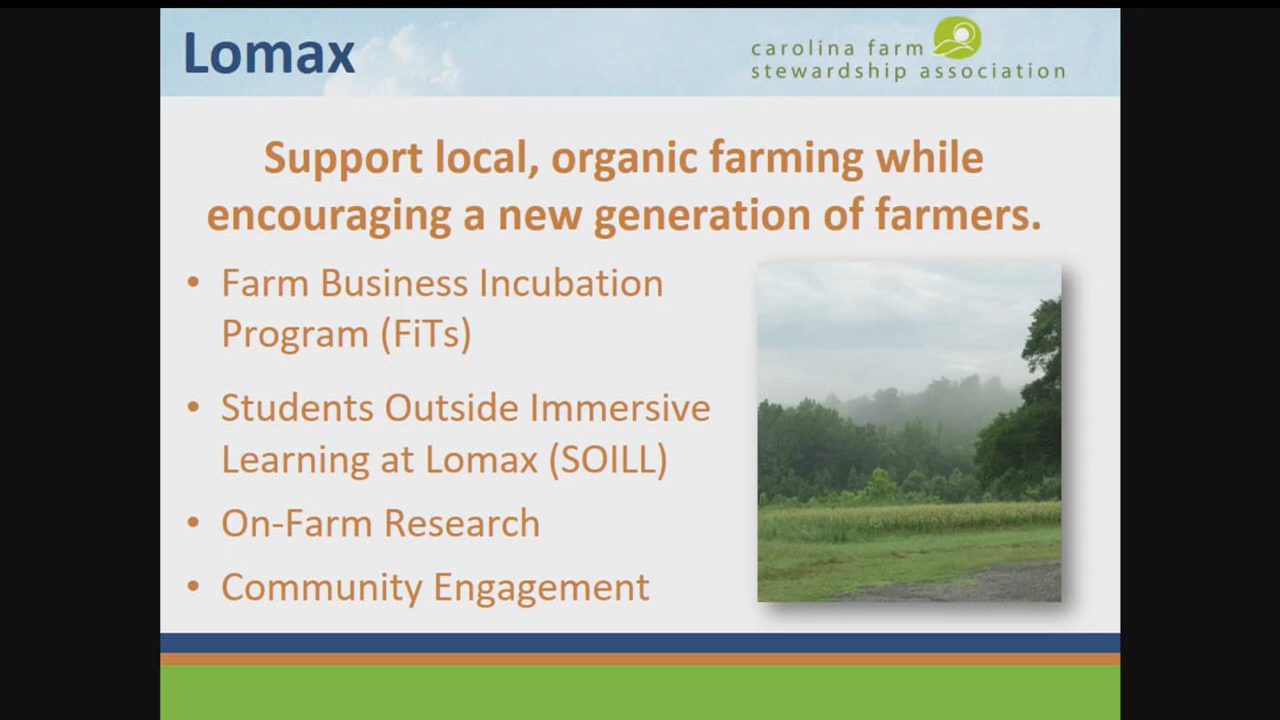 Lomax
carolina farm
stewardship association
Support local, organic farming while
encouraging a new generation of farmers.
• Farm Business Incubation
Program (FiTs)
• Students Outside Immersive
Learning at Lomax (SOILL)
• On-Farm Research
• Community Engagement